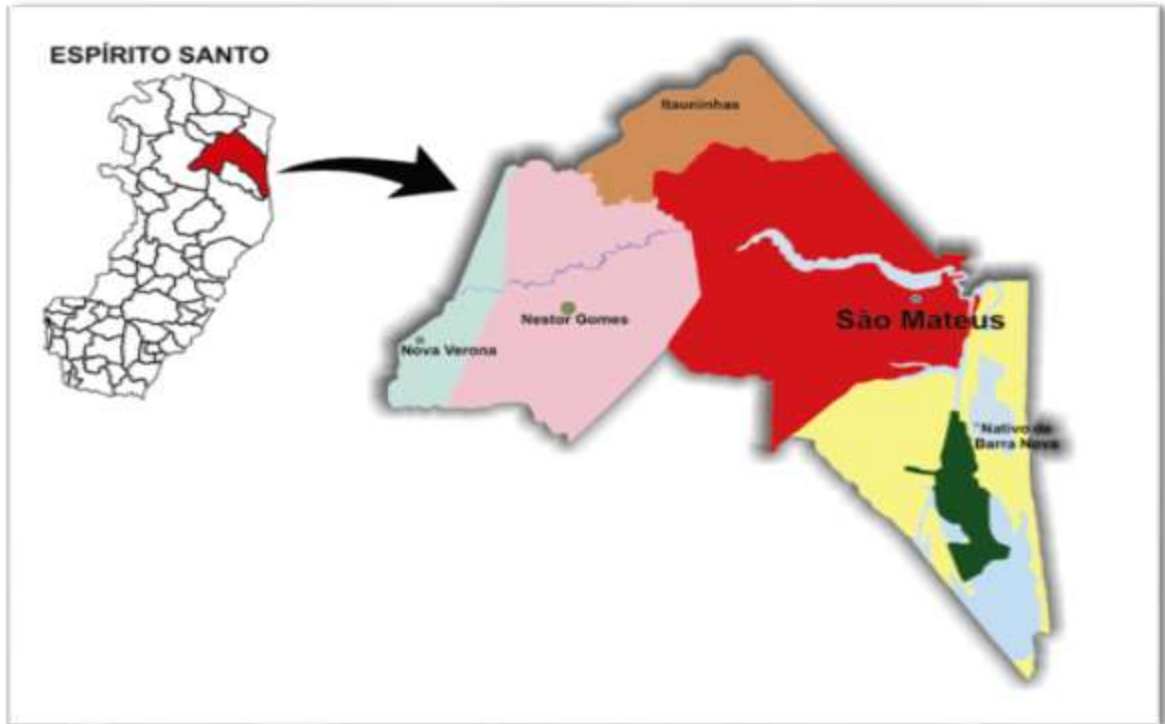 ESPÍRITO SANTO
Itauninhas
São Mateus
Nestor Gomes
Nova Verona
Nativo de
Barra Nova